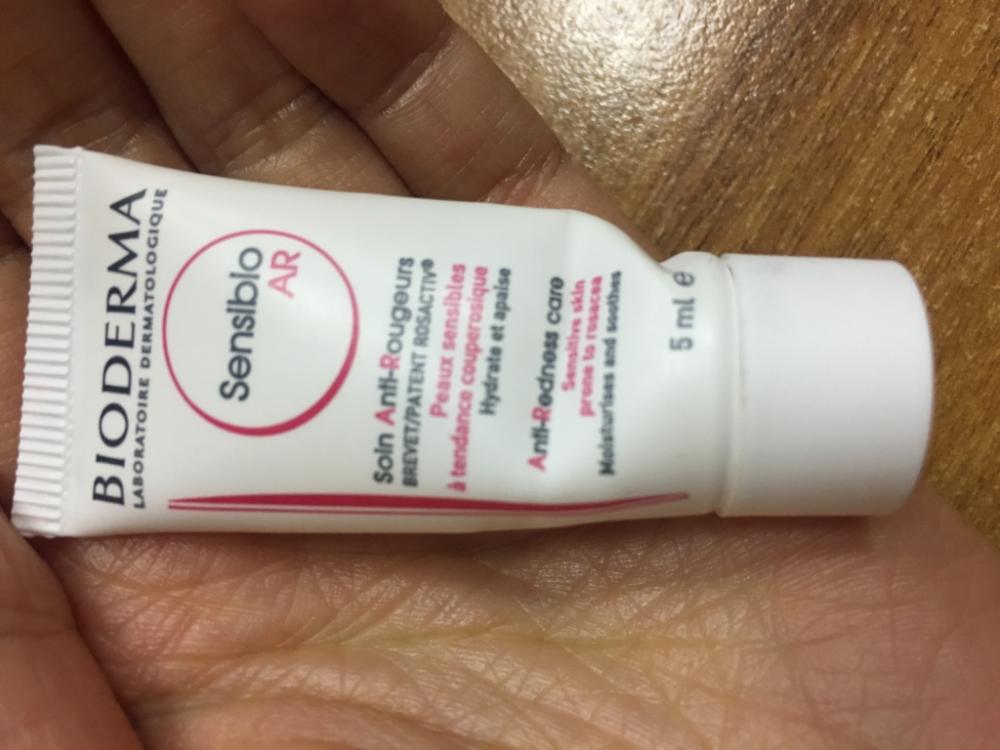 BIODERMA
LABORATOIRE DERMATOLOGIQUE
Sensibio
AR
Soin Anti-Rougeurs
BREVET/PATENT ROSACTIV®
Peaux sensibles
à tendance couperosique
Hydrate et apaise
Anti-Redness care
Sensitive skin
prone to rosacea
Moisturises and soothes
5 ml e